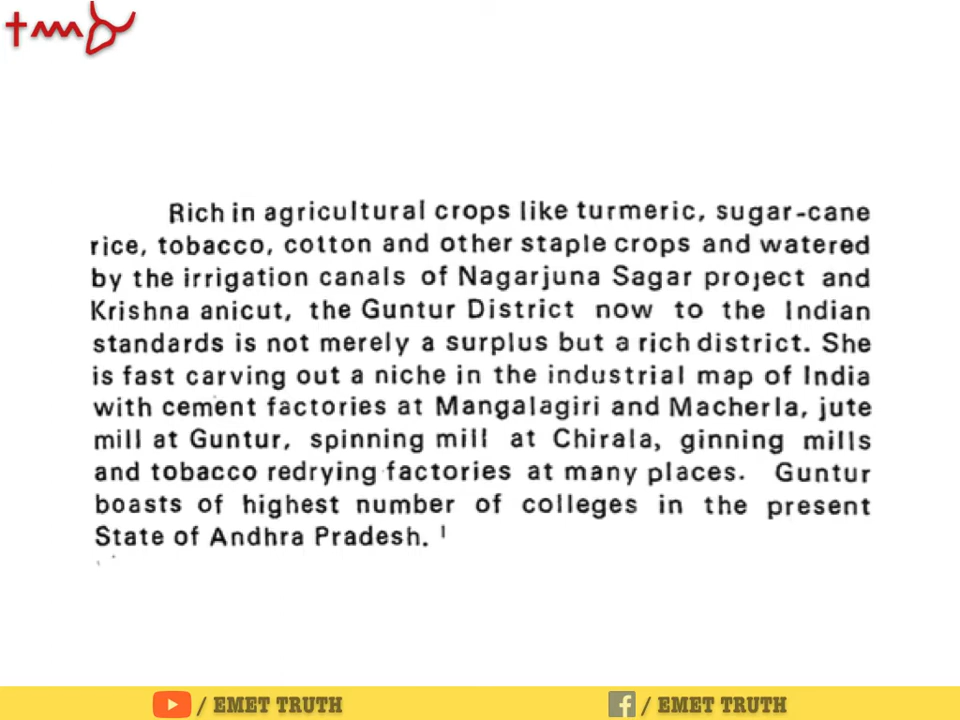 Rich in agricultural crops like turmeric, sugar-cane
rice, tobacco, cotton and other staple crops and watered
by the irrigation canals of Nagarjuna Sagar project and
Krishna anicut, the Guntur District now to the Indian
standards is not merely a surplus but a rich district. She
is fast carving out a niche in the industrial map of India
with cement factories at Mangalagiri and Macherla, jute
mill at Guntur, spinning mill at Chirala, ginning mills
and tobacco redrying factories at many places. Guntur
boasts of highest number of colleges in the present
State of Andhra Pradesh. 1
/ EMET TRUTH
/ EMET TRUTH